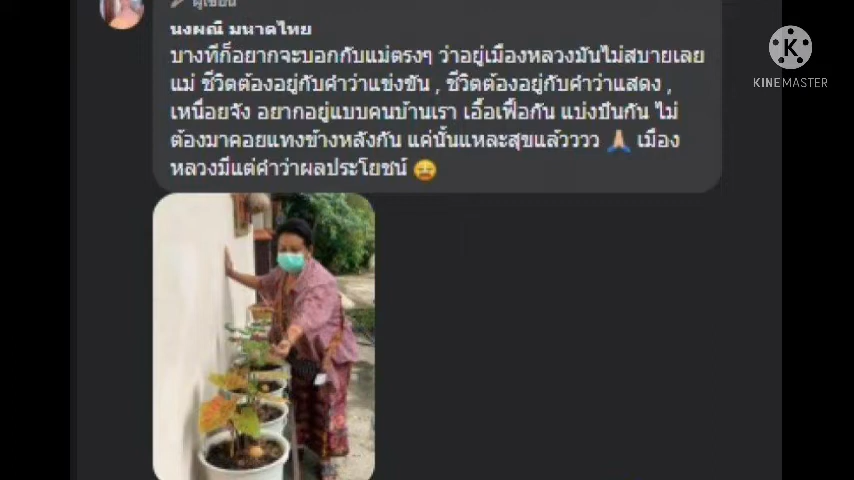 ผู้เขียน
นงผณี มหาดไทย
บางทีก็อยากจะบอกกับแม่ตรงๆ ว่าอยู่เมืองหลวงมันไม่สบายเลย
แม่ ชีวิตต้องอยู่กับคำว่าแข่งขัน , ชีวิตต้องอยู่กับคำว่าแสดง ,
เหนื่อยจัง อยากอยู่แบบคนบ้านเรา เอื้อเฟื้อกัน แบ่งปันกัน ไม่
ต้องมาคอยแทงข้างหลังกัน แค่นั้นแหละสุขแล้วววว 🙏 เมือง
หลวงมีแต่คำว่าผลประโยชน์ 😂
K
KINEMASTER